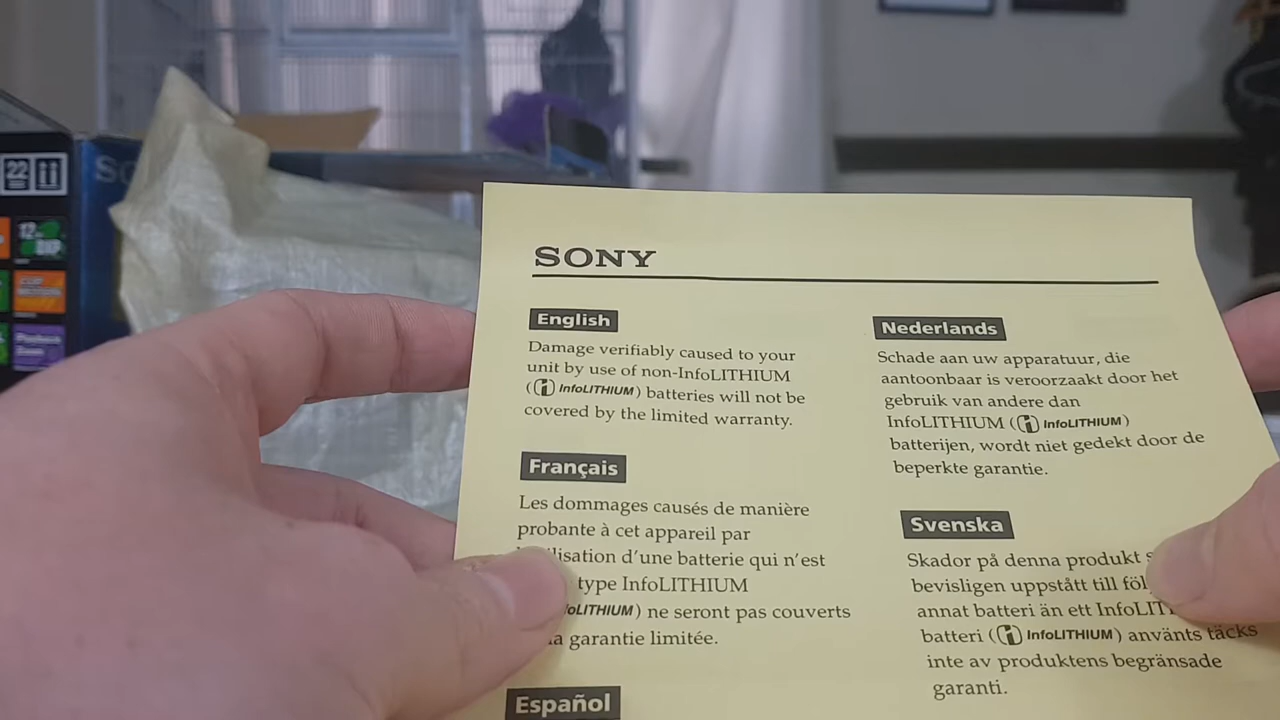 22
SO
12
SONY
English
Damage verifiably caused to your
unit by use of non-InfoLITHIUM
(i InfoLITHIUM) batteries will not be
covered by the limited warranty.
Français
Les dommages causés de manière
probante à cet appareil par
lisation d'une batterie qui n'est
type InfoLITHIUM
foLITHIUM) ne seront pas couverts
la garantie limitée.
Español
Nederlands
Schade aan uw apparatuur, die
aantoonbaar is veroorzaakt door het
gebruik van andere dan
InfoLITHIUM (i InfoLITHIUM)
batterijen, wordt niet gedekt door de
beperkte garantie.
Svenska
Skador på denna produkt s
bevisligen uppstått till föl
annat batteri än ett InfoLIT
batteri (i InfoLITHIUM) använts täcks
inte av produktens begränsade
garanti.